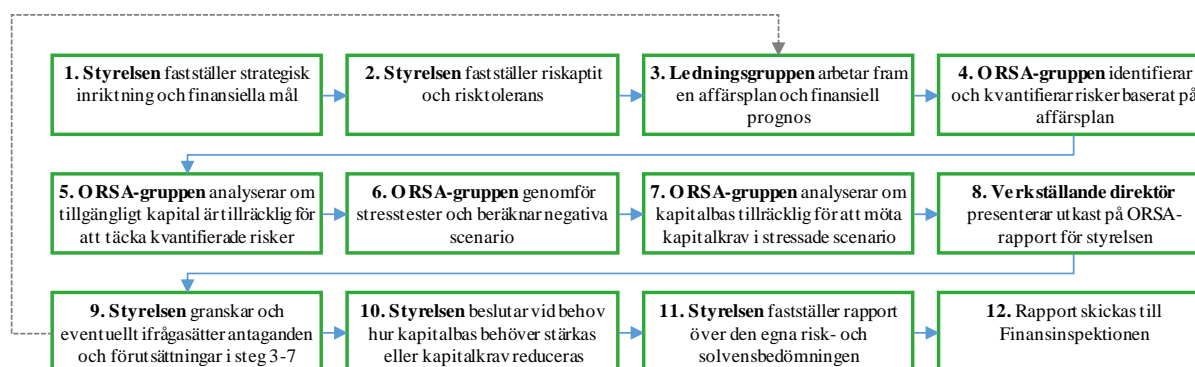 1. Styrelsen fastställer strategisk
inriktning och finansiella mål
2. Styrelsen fastställer riskaptit
och risktolerans
3. Ledningsgruppen arbetar fram
en affärsplan och finansiell
prognos
4. ORSA-gruppen identifierar
och kvantifierar risker baserat på
affärsplan
5. ORSA-gruppen analyserar om
tillgängligt kapital är tillräcklig för
att täcka kvantifierade risker
6. ORSA-gruppen genomför
stresstester och beräknar negativa
scenario
7. ORSA-gruppen analyserar om
kapitalbas tillräcklig för att möta
kapitalkrav i stressade scenario
8. Verkställande direktör
presenterar utkast på ORSA-
rapport för styrelsen
9. Styrelsen granskar och
eventuellt ifrågasätter antaganden
och förutsättningar i steg 3-7
10. Styrelsen beslutar vid behov
hur kapitalbas behöver stärkas
eller kapitalkrav reduceras
11. Styrelsen fastställer rapport
över den egna risk- och
solvensbedömningen
12. Rapport skickas till
Finansinspektionen